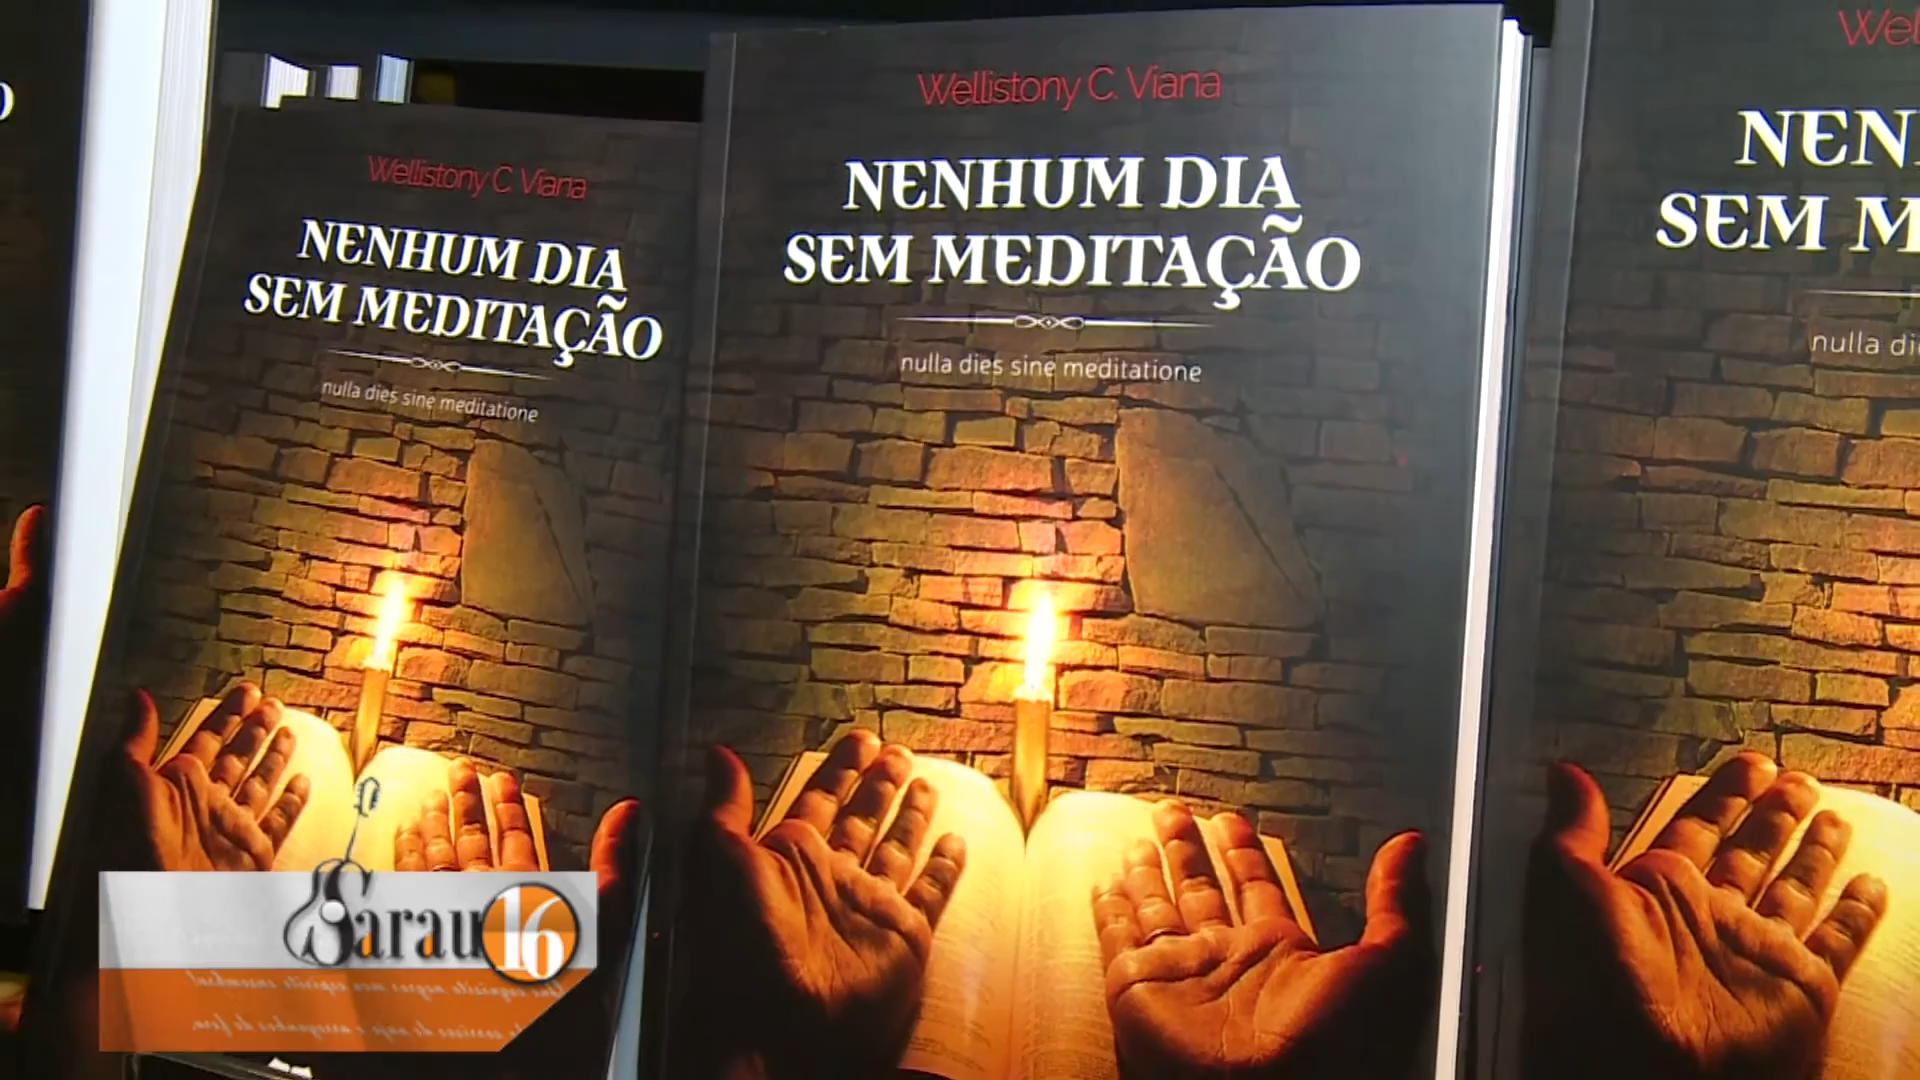 Wellistony C. Viana
NENHUM DIA
SEM MEDITAÇÃO
nulla dies sine meditatione
Wellistony C. Viana
NENHUM DIA
SEM MEDITAÇÃO
nulla dies sine meditatione
Wel
NEN
SEM M
nulla di
O
Sarau 16